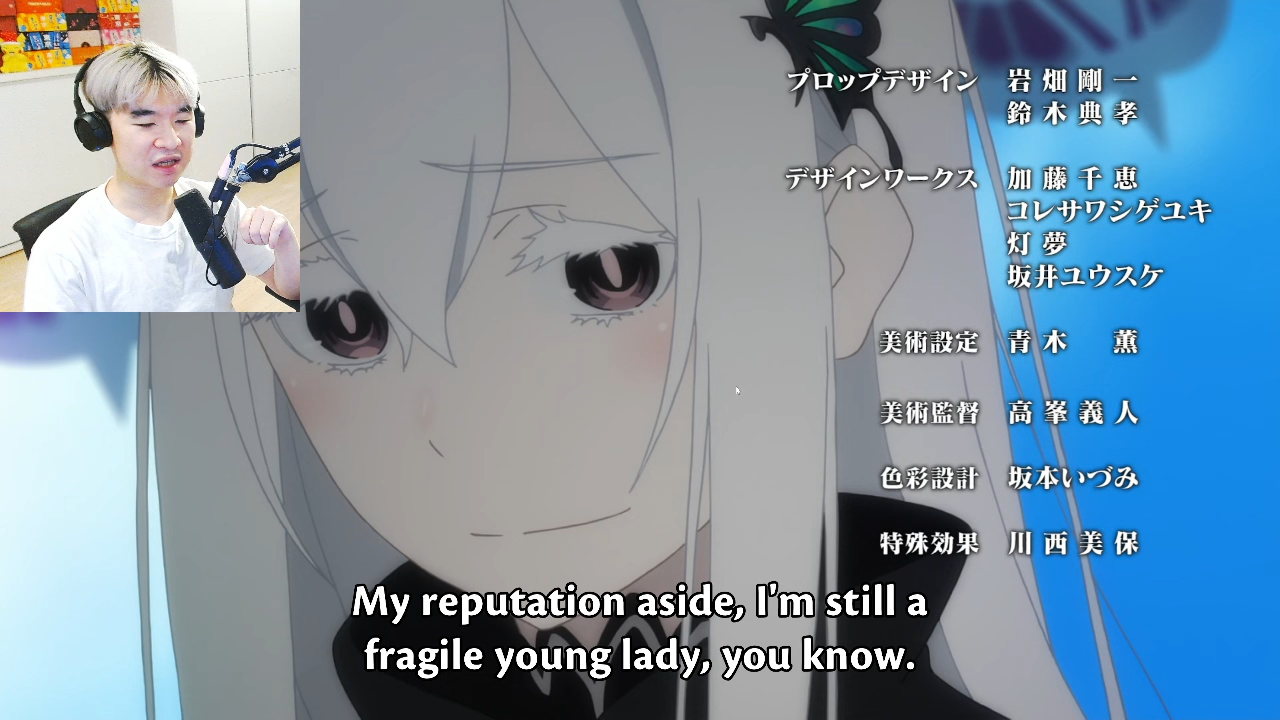 プロップデザイン 岩畑剛一
鈴木典孝
デザインワークス 加藤千恵
コレサワシゲユキ
灯夢
坂井ユウスケ
美術設定 青木 薫
美術監督 高峯義人
色彩設計 坂本いづみ
特殊効果 川西美保
My reputation aside, I'm still a
fragile young lady, you know.